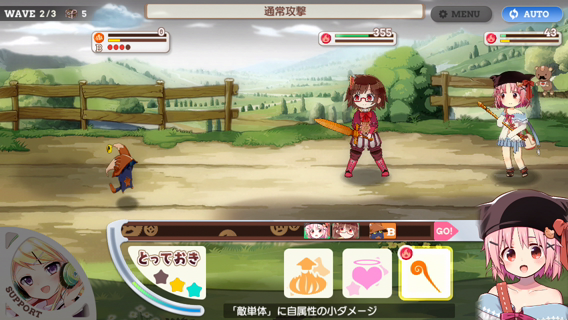 WAVE 2/3 5
通常攻撃
MENU
AUTO
0
B
355
43
B
GO!
とっておき
SUPPORT
「敵単体」に自属性の小ダメージ